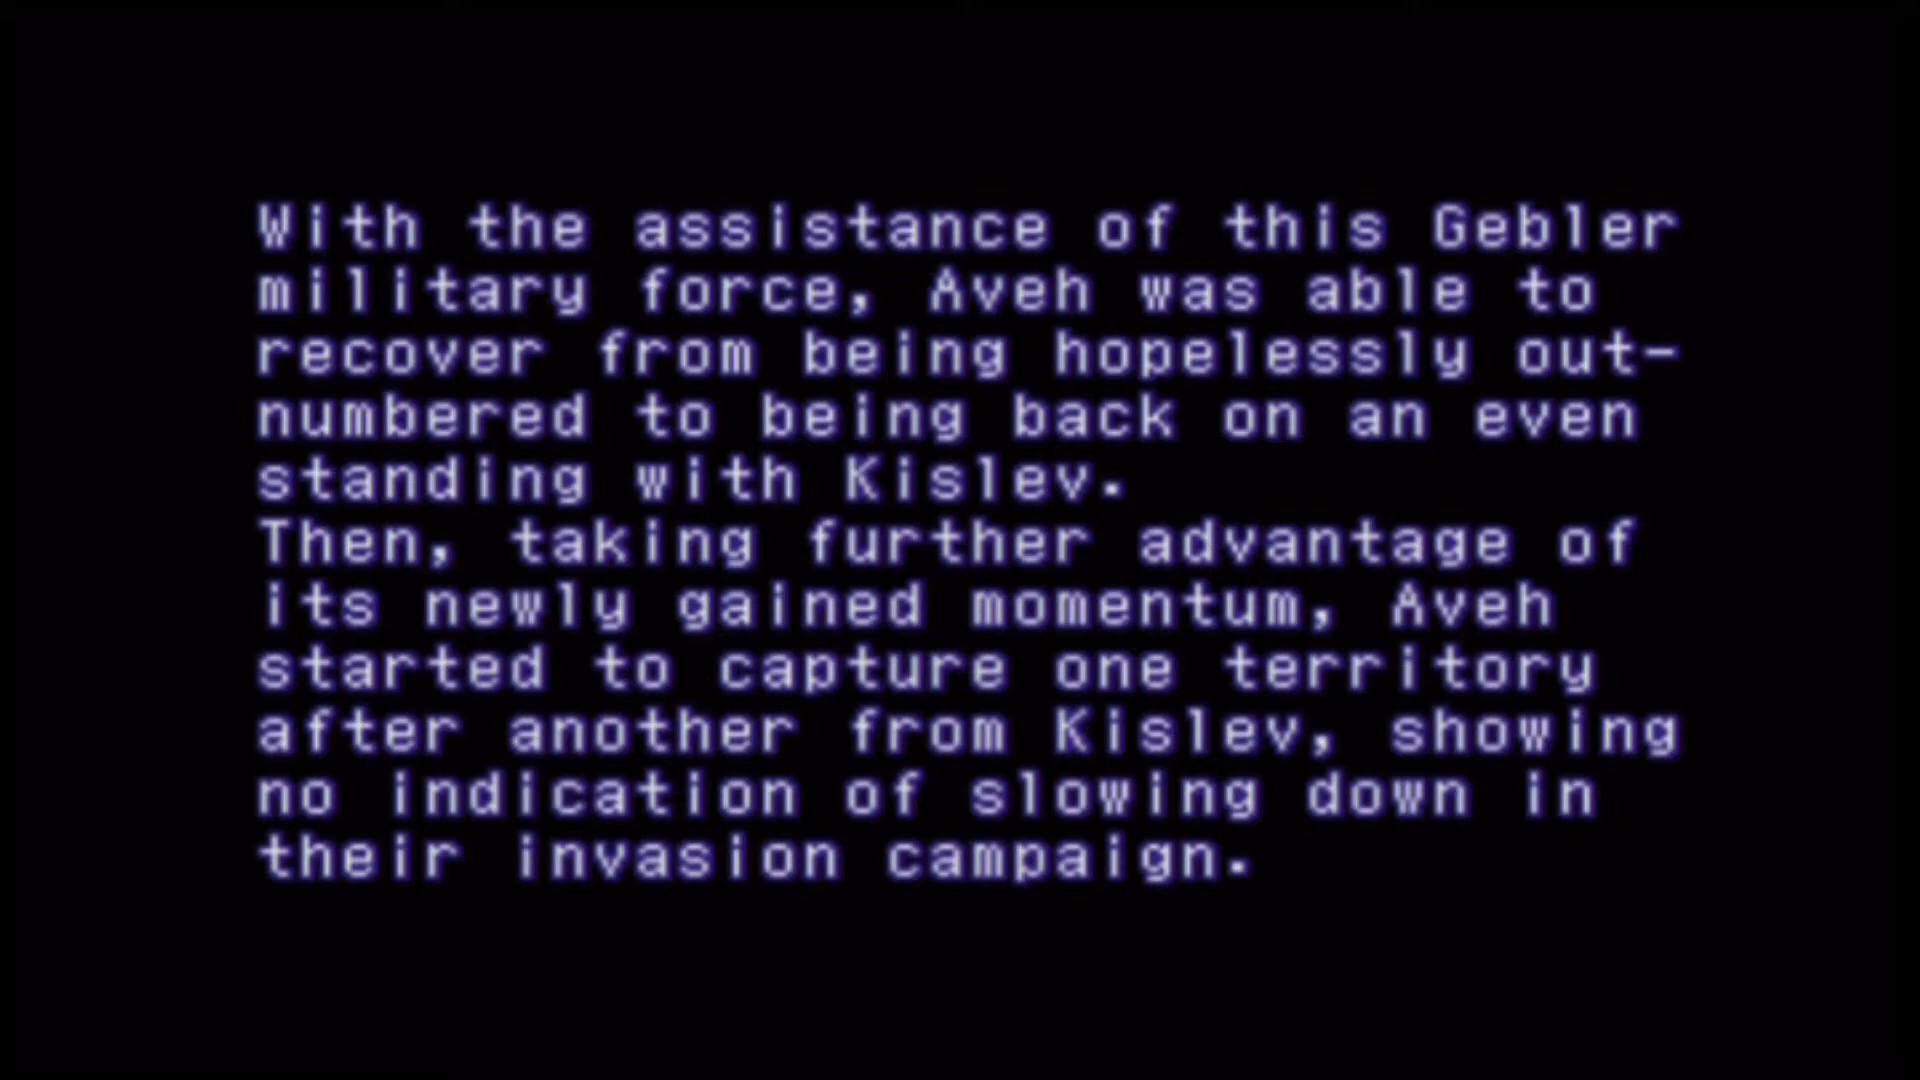 With the assistance of this Gebler
military force, Aveh was able to
recover from being hopelessly out-
numbered to being back on an even
standing with Kislev.
Then, taking further advantage of
its newly gained momentum, Aveh
started to capture one territory
after another from Kislev, showing
no indication of slowing down in
their invasion campaign.